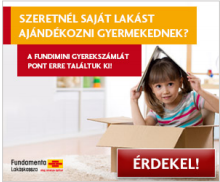 SZERETNÉL SAJÁT LAKÁST
AJÁNDÉKOZNI GYERMEKEDNEK?
A FUNDIMINI GYEREKSZÁMLÁT
PONT ERRE TALÁLTUK KI!
Fundamenta
Lakáskassza
ÉRDEKEL!